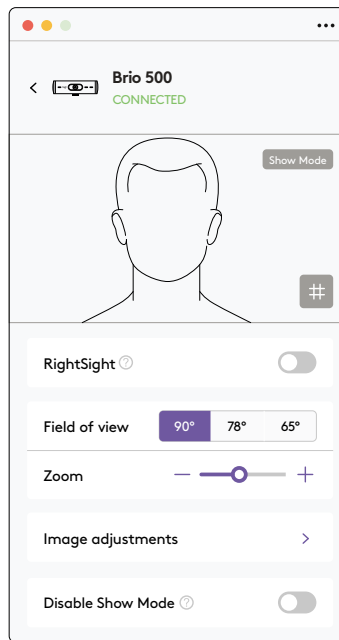 Brio 500
CONNECTED
Show Mode
RightSight
Field of view 90° 78° 65°
Zoom
Image adjustments
Disable Show Mode